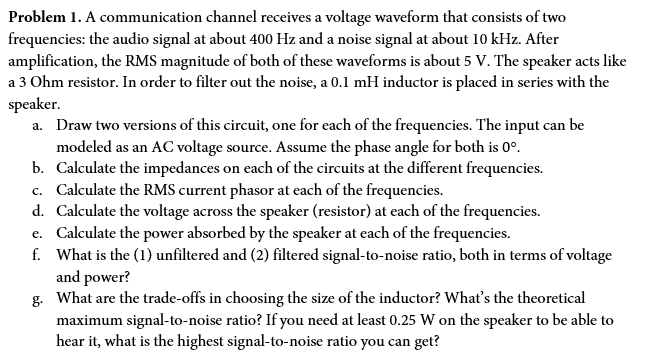 Problem 1. A communication channel receives a voltage waveform that consists of two
frequencies: the audio signal at about 400 Hz and a noise signal at about 10 kHz. After
amplification, the RMS magnitude of both of these waveforms is about 5 V. The speaker acts like
a 3 Ohm resistor. In order to filter out the noise, a 0.1 mH inductor is placed in series with the
speaker.
a. Draw two versions of this circuit, one for each of the frequencies. The input can be
modeled as an AC voltage source. Assume the phase angle for both is 0°.
b. Calculate the impedances on each of the circuits at the different frequencies.
c. Calculate the RMS current phasor at each of the frequencies.
d. Calculate the voltage across the speaker (resistor) at each of the frequencies.
e. Calculate the power absorbed by the speaker at each of the frequencies.
f. What is the (1) unfiltered and (2) filtered signal-to-noise ratio, both in terms of voltage
and power?
g. What are the trade-offs in choosing the size of the inductor? What's the theoretical
maximum signal-to-noise ratio? If you need at least 0.25 W on the speaker to be able to
hear it, what is the highest signal-to-noise ratio you can get?